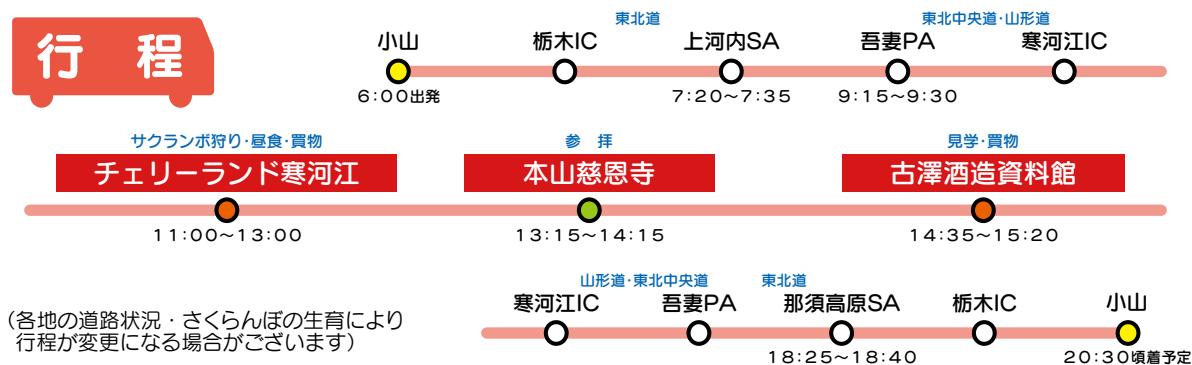 行 程
東北道 東北中央道・山形道
小山 栃木IC 上河内SA 吾妻PA 寒河江IC
6:00出発 7:20~7:35 9:15~9:30
サクランボ狩り・昼食・買物 参 拝 見学・買物
チェリーランド寒河江 本山慈恩寺 古澤酒造資料館
11:00~13:00 13:15~14:15 14:35~15:20
山形道・東北中央道 東北道
寒河江IC 吾妻PA 那須高原SA 栃木IC 小山
18:25~18:40 20:30頃着予定
(各地の道路状況・さくらんぼの生育により
行程が変更になる場合がございます)